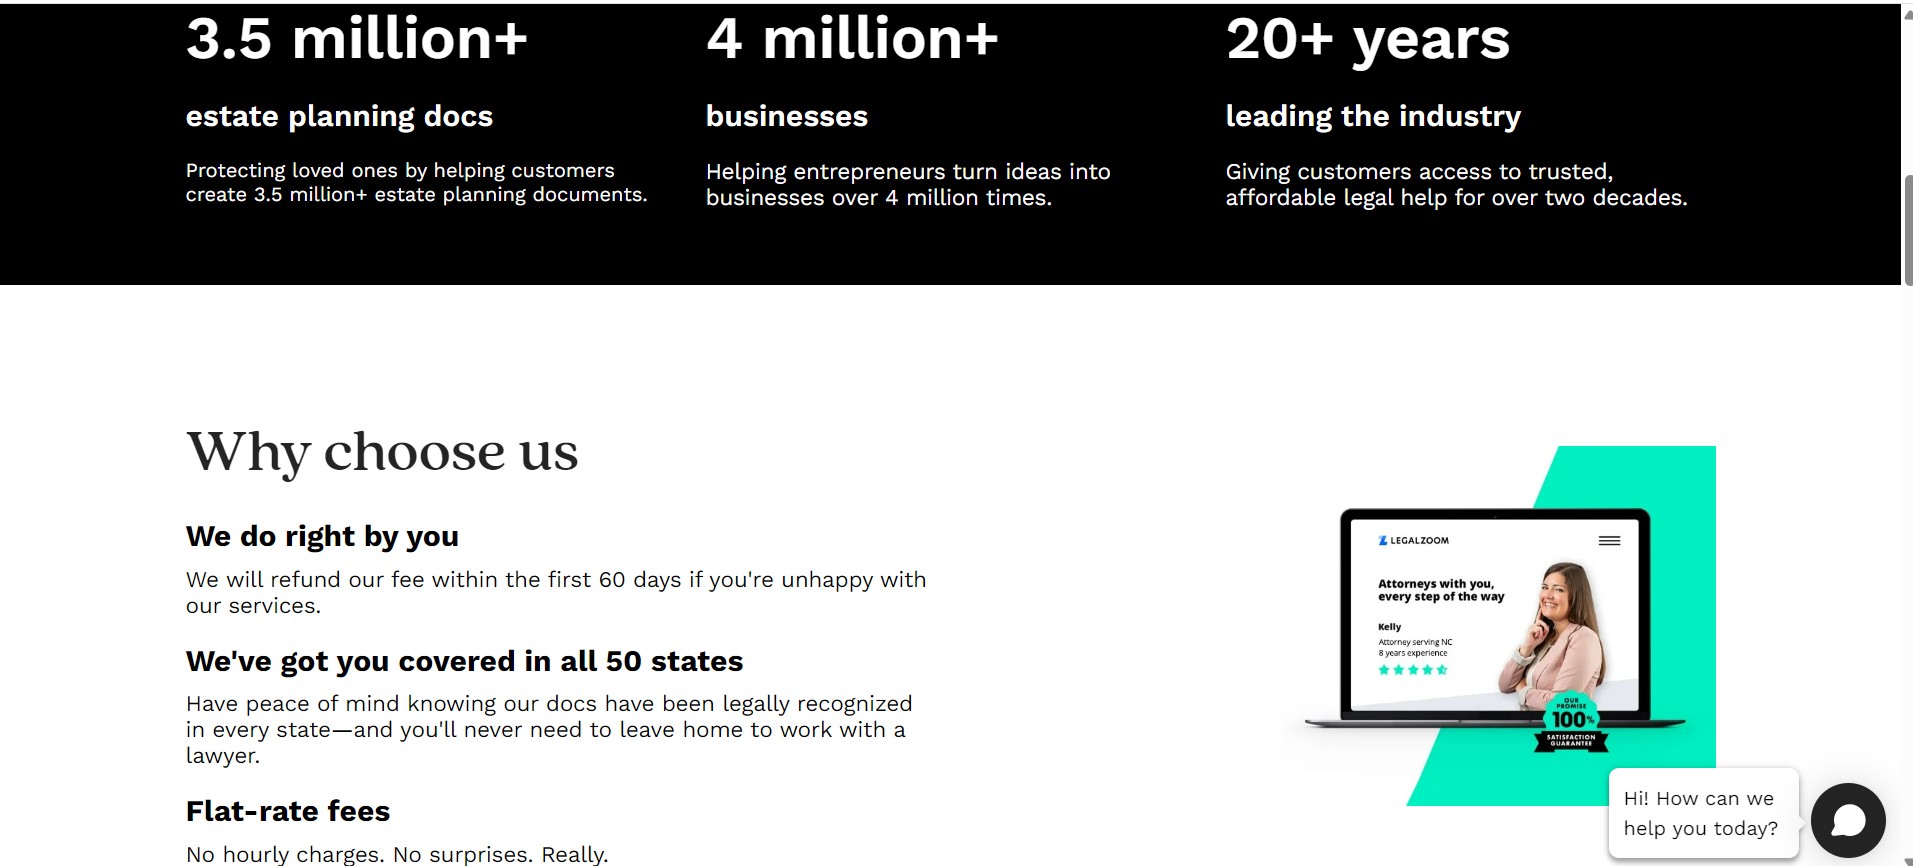 3.5 million+
estate planning docs
Protecting loved ones by helping customers
create 3.5 million+ estate planning documents.
4 million+
businesses
Helping entrepreneurs turn ideas into
businesses over 4 million times.
20+ years
leading the industry
Giving customers access to trusted,
affordable legal help for over two decades.
Why choose us
We do right by you
We will refund our fee within the first 60 days if you're unhappy with
our services.
We've got you covered in all 50 states
Have peace of mind knowing our docs have been legally recognized
in every state—and you'll never need to leave home to work with a
lawyer.
Flat-rate fees
No hourly charges. No surprises. Really.
LEGALZOOM
Attorneys with you,
every step of the way
Kelly
Attorney serving NC
8 years experience
OUR
PROMISE
100%
SATISFACTION
GUARANTEE
Hi! How can we
help you today?